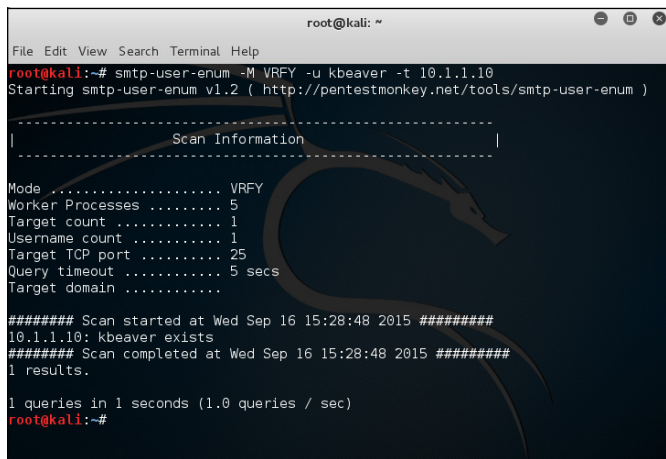 root@kali: ~
File Edit View Search Terminal Help
root@kali:~# smtp-user-enum -M VRFY -u kbeaver -t 10.1.1.10
Starting smtp-user-enum v1.2 ( http://pentestmonkey.net/tools/smtp-user-enum )
 ----------------------------------------------------------
|                   Scan Information                       |
 ----------------------------------------------------------
Mode ..................... VRFY
Worker Processes ......... 5
Target count ............. 1
Username count ........... 1
Target TCP port .......... 25
Query timeout ............ 5 secs
Target domain ............
######## Scan started at Wed Sep 16 15:28:48 2015 #########
10.1.1.10: kbeaver exists
######## Scan completed at Wed Sep 16 15:28:48 2015 #########
1 results.
1 queries in 1 seconds (1.0 queries / sec)
root@kali:~#